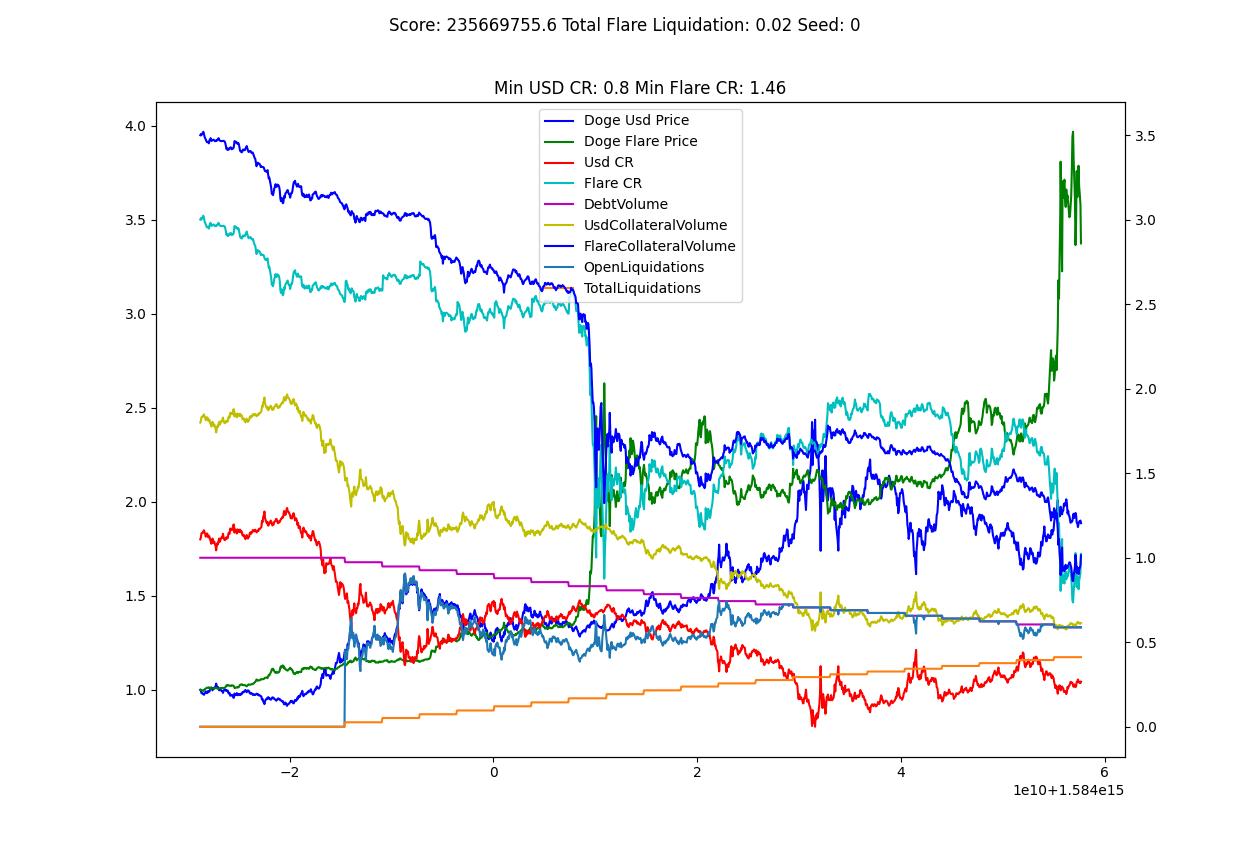 Score: 235669755.6 Total Flare Liquidation: 0.02 Seed: 0
Min USD CR: 0.8 Min Flare CR: 1.46
Doge Usd Price
Doge Flare Price
Usd CR
Flare CR
DebtVolume
UsdCollateralVolume
FlareCollateralVolume
OpenLiquidations
TotalLiquidations
4.0
3.5
3.0
2.5
2.0
1.5
1.0
3.5
3.0
2.5
2.0
1.5
1.0
0.5
0.0
−2 0 2 4 6
1e10+1.584e15